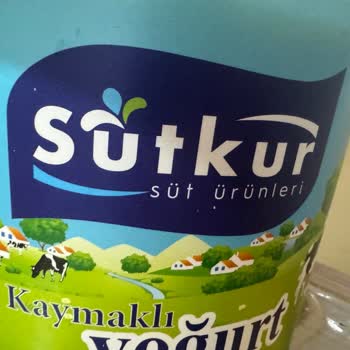 Sütkur
süt ürünleri
Kaymaklı
yoğurt